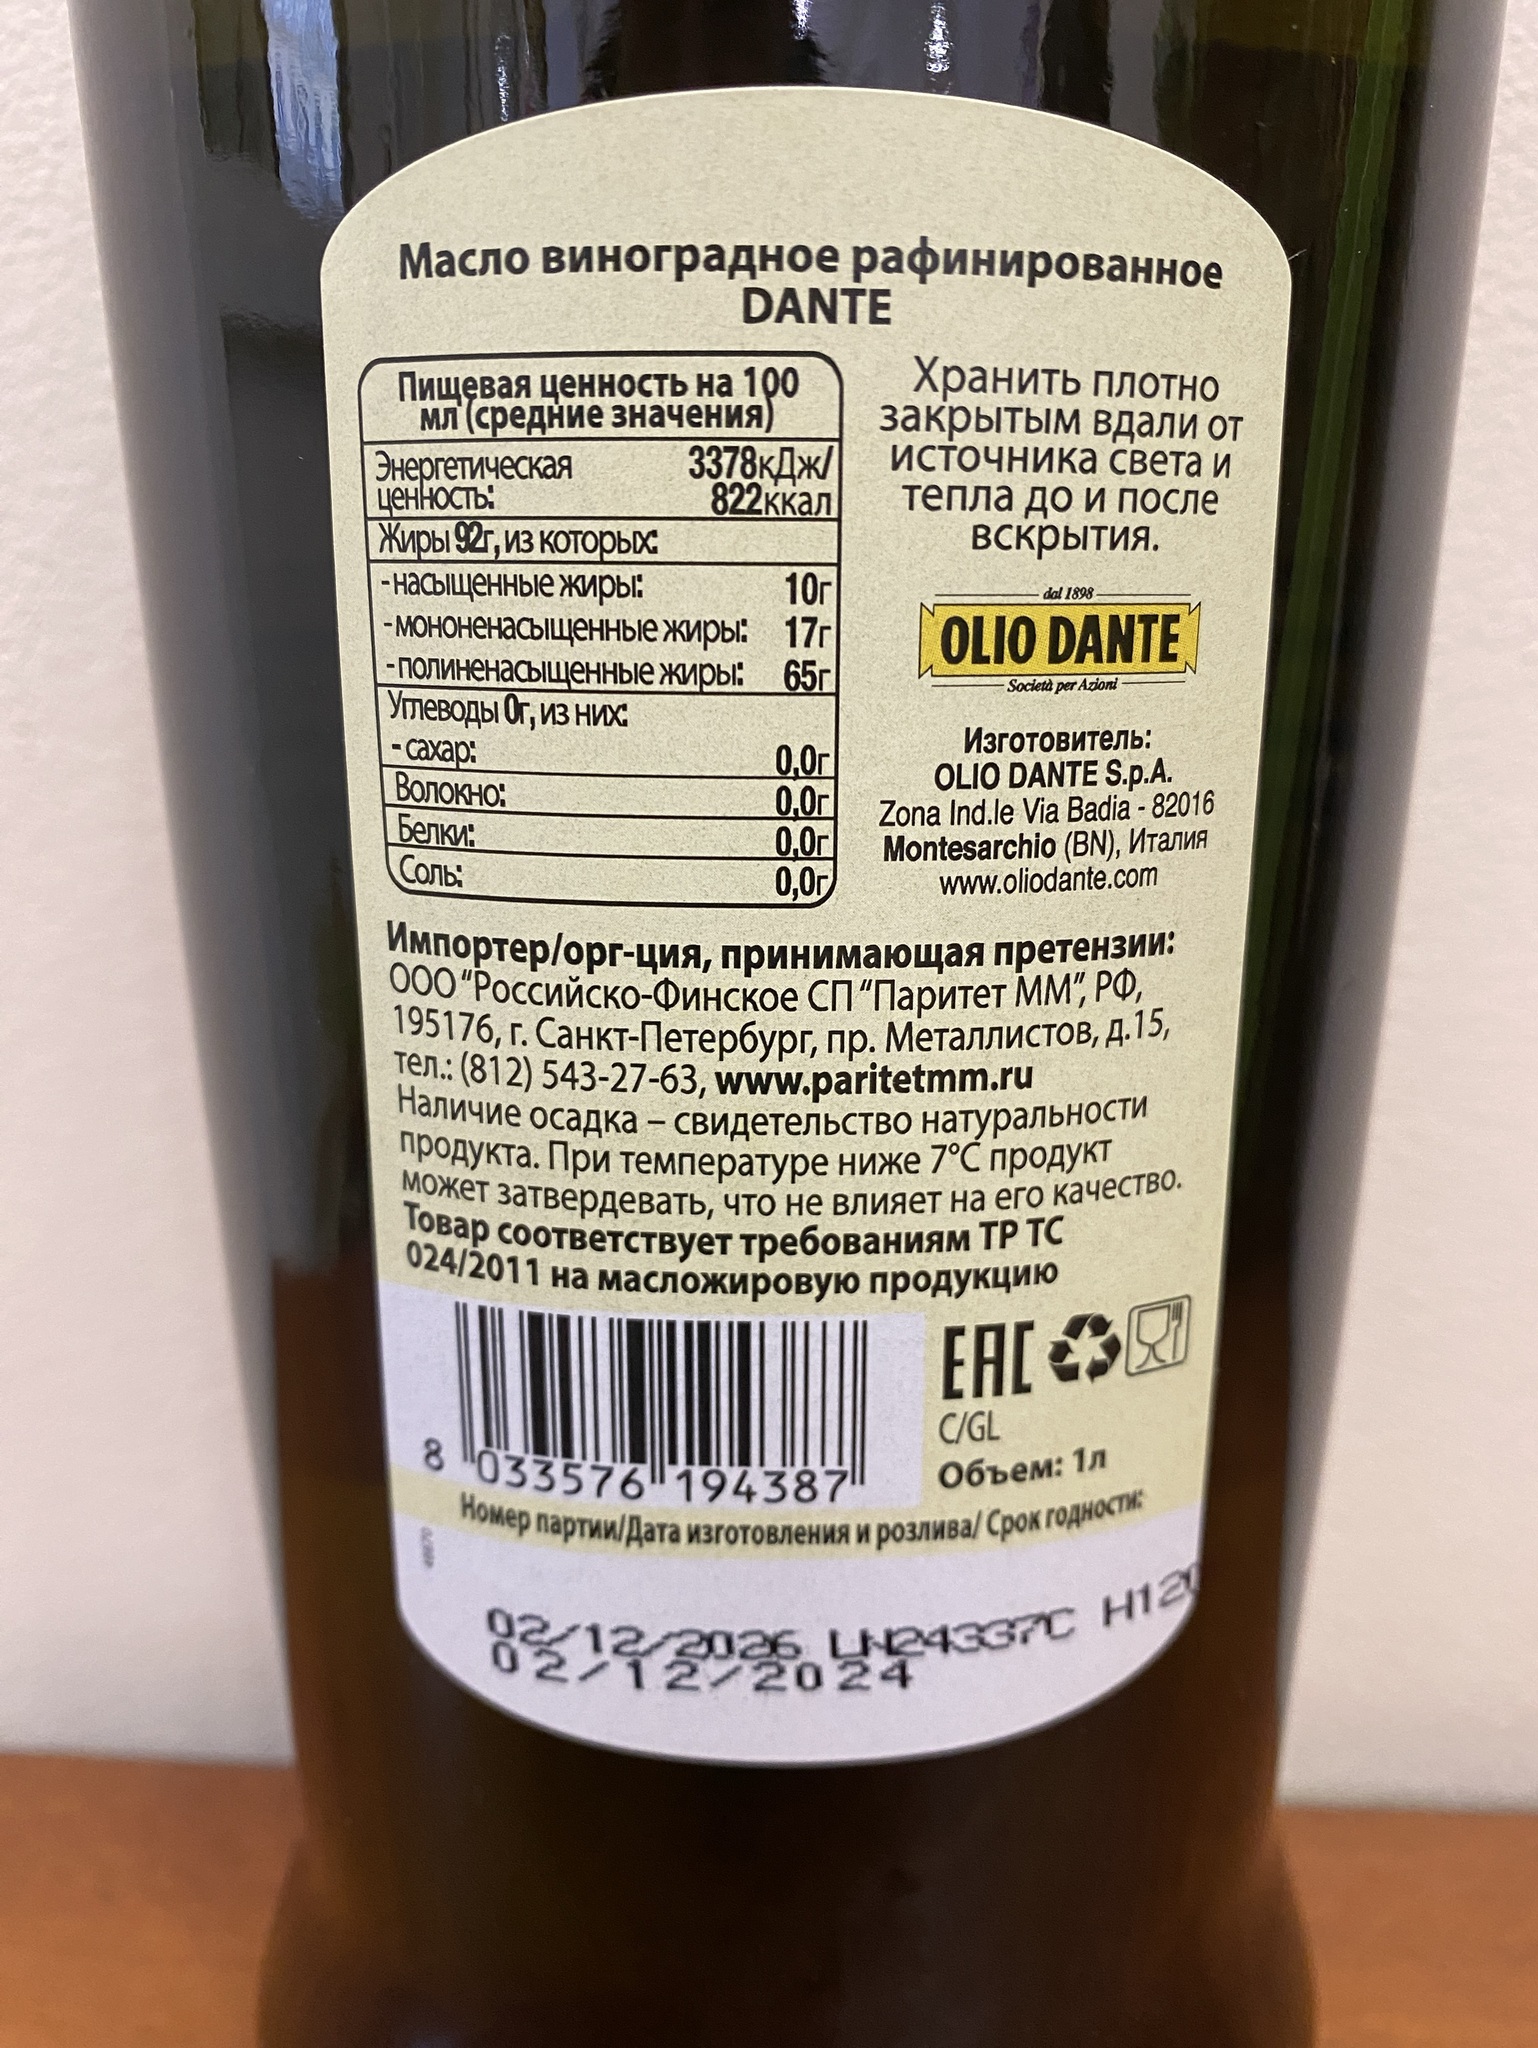 Масло виноградное рафинированное
DANTE
Пищевая ценность на 100
мл (средние значения)
Энергетическая 3378кДж/
ценность: 822ккал
Жиры 92г, из которых:
- насыщенные жиры: 10г
- мононенасыщенные жиры: 17г
- полиненасыщенные жиры: 65г
Углеводы 0г, из них:
- сахар: 0,0г
Волокно: 0,0г
Белки: 0,0г
Соль: 0,0г
Хранить плотно
закрытым вдали от
источника света и
тепла до и после
вскрытия.
dal 1898
OLIO DANTE
Società per Azioni
Изготовитель:
OLIO DANTE S.p.A.
Zona Ind.le Via Badia - 82016
Montesarchio (BN), Италия
www.oliodante.com
Импортер/орг-ция, принимающая претензии:
ООО "Российско-Финское СП "Паритет ММ", РФ,
195176, г. Санкт-Петербург, пр. Металлистов, д.15,
тел.: (812) 543-27-63, www.paritetmm.ru
Наличие осадка – свидетельство натуральности
продукта. При температуре ниже 7°С продукт
может затвердевать, что не влияет на его качество.
Товар соответствует требованиям ТР ТС
024/2011 на масложировую продукцию
EAC
C/GL
Объем: 1л
8 033576 194387
Номер партии/Дата изготовления и розлива/ Срок годности:
02/12/2026 LN24337C
02/12/2024